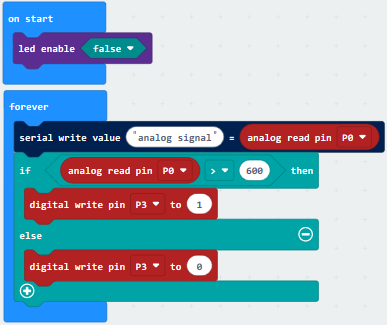 on start
led enable false
forever
serial write value "analog signal" = analog read pin P0
if analog read pin P0 > 600 then
digital write pin P3 to 1
else
digital write pin P3 to 0